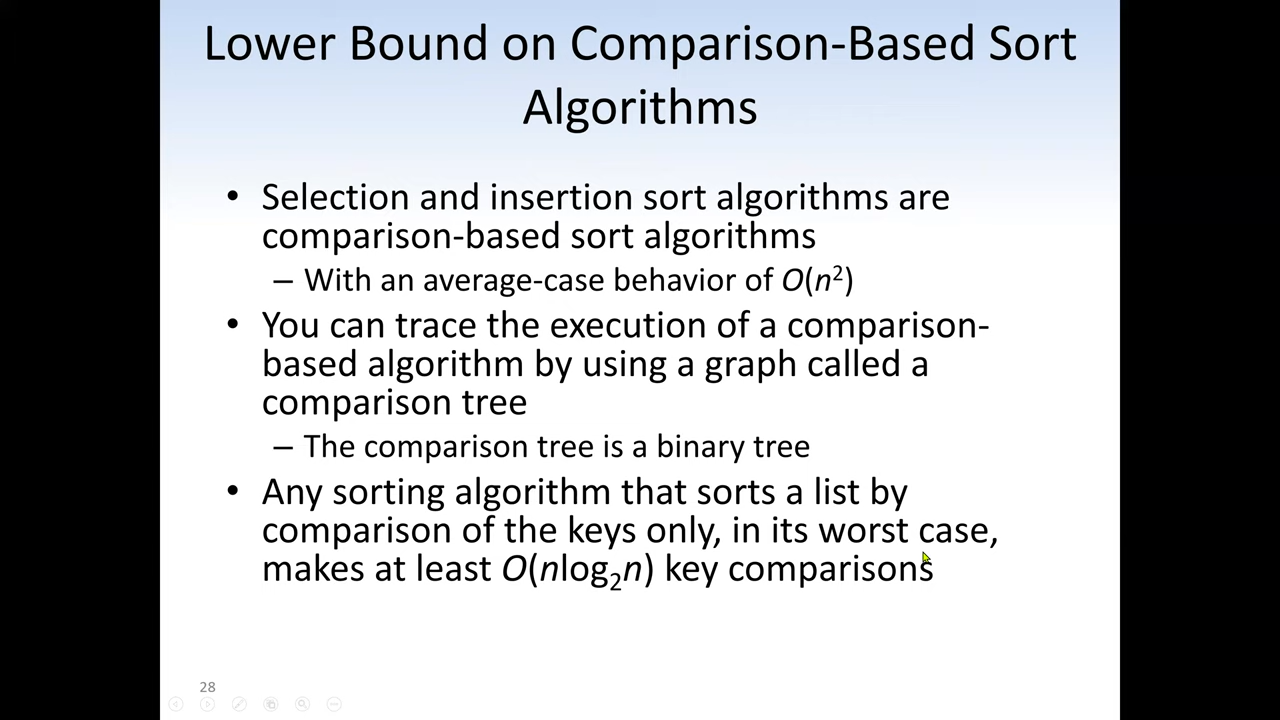 Lower Bound on Comparison-Based Sort
Algorithms
• Selection and insertion sort algorithms are
comparison-based sort algorithms
– With an average-case behavior of O(n²)
• You can trace the execution of a comparison-
based algorithm by using a graph called a
comparison tree
– The comparison tree is a binary tree
• Any sorting algorithm that sorts a list by
comparison of the keys only, in its worst case,
makes at least O(nlog₂n) key comparisons
28